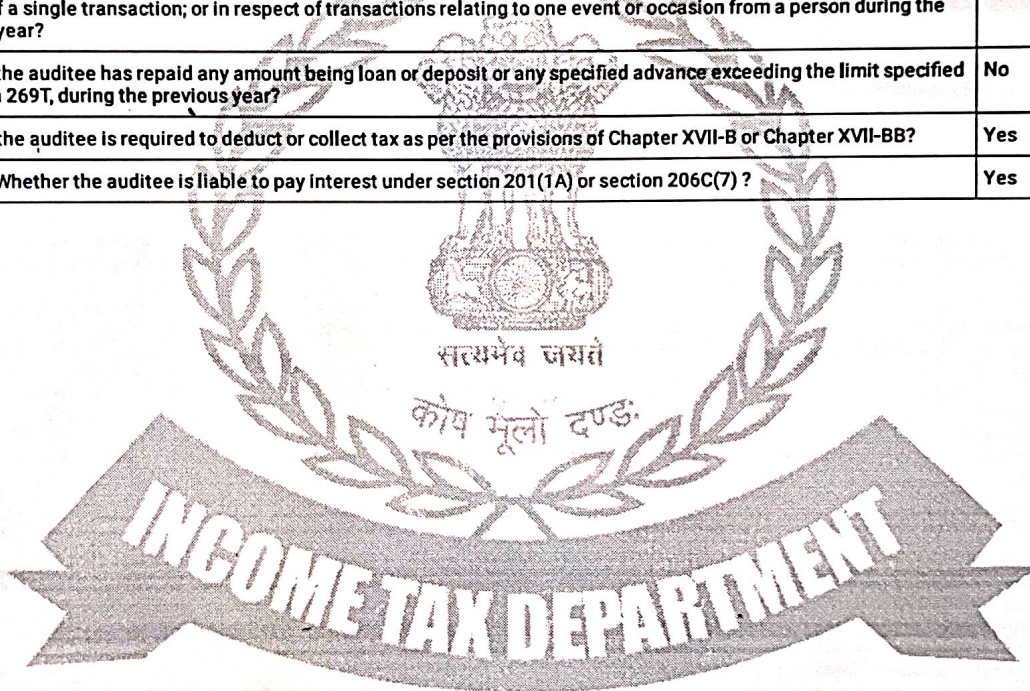 f a single transaction; or in respect of transactions relating to one event or occasion from a person during the
year?
the auditee has repaid any amount being loan or deposit or any specified advance exceeding the limit specified
269T, during the previous year?
No
the auditee is required to deduct or collect tax as per the provisions of Chapter XVII-B or Chapter XVII-BB?
Yes
Whether the auditee is liable to pay interest under section 201(1A) or section 206C(7) ?
Yes
सत्यमेव जयते
कोष मूलो दण्डः
INCOME TAX DEPARTMENT